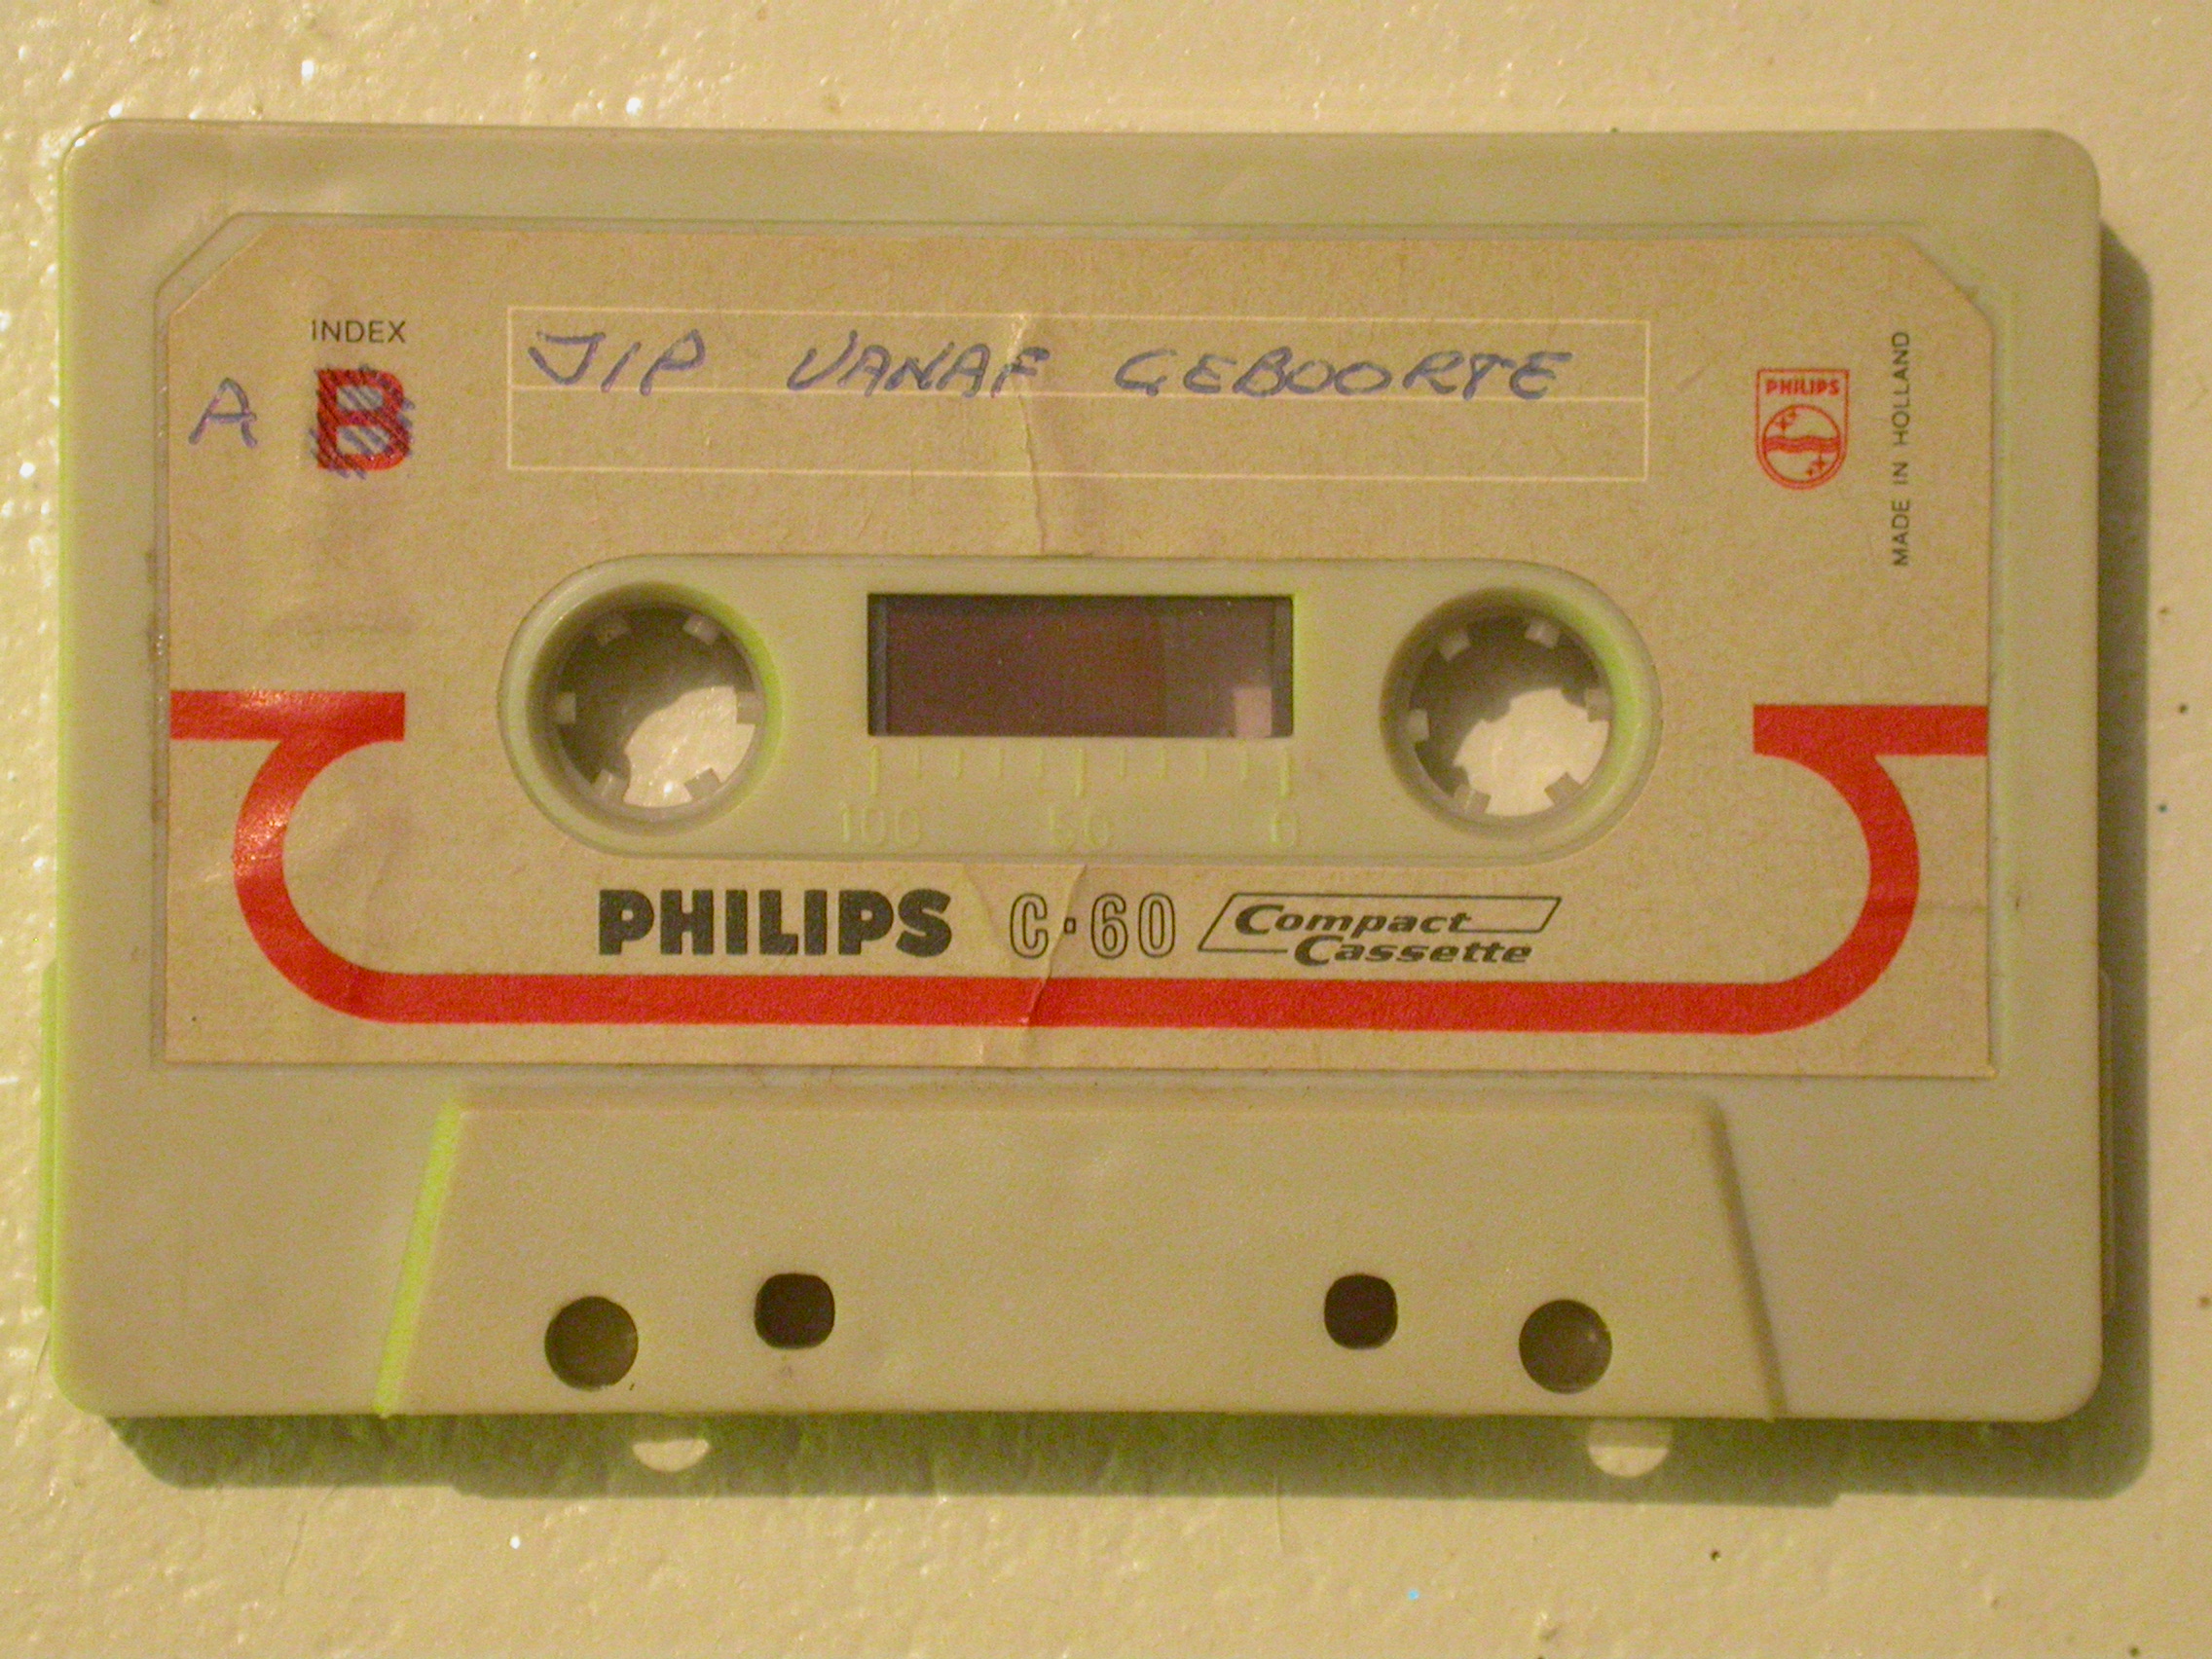 INDEX
A B
JIP VANAF GEBOORTE
PHILIPS
MADE IN HOLLAND
100 50 0
PHILIPS C·60 Compact Cassette